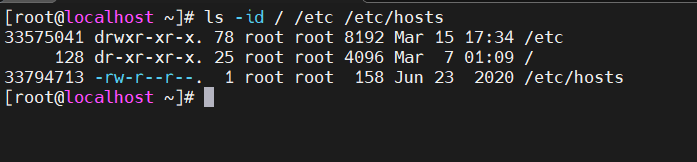 [root@localhost ~]# ls -id / /etc /etc/hosts
33575041 drwxr-xr-x. 78 root root 8192 Mar 15 17:34 /etc
     128 dr-xr-xr-x. 25 root root 4096 Mar  7 01:09 /
33794713 -rw-r--r--.  1 root root  158 Jun 23  2020 /etc/hosts
[root@localhost ~]#